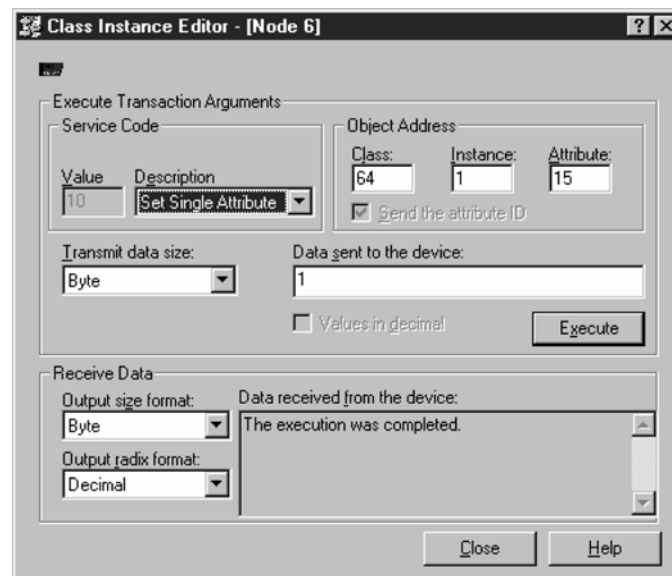 Class Instance Editor - [Node 6]
Execute Transaction Arguments
Service Code
Value
Description
10
Set Single Attribute
Object Address
Class:
Instance:
Attribute:
64
1
15
Send the attribute ID
Transmit data size:
Byte
Data sent to the device:
1
Values in decimal
Execute
Receive Data
Output size format:
Byte
Output radix format:
Decimal
Data received from the device:
The execution was completed.
Close
Help